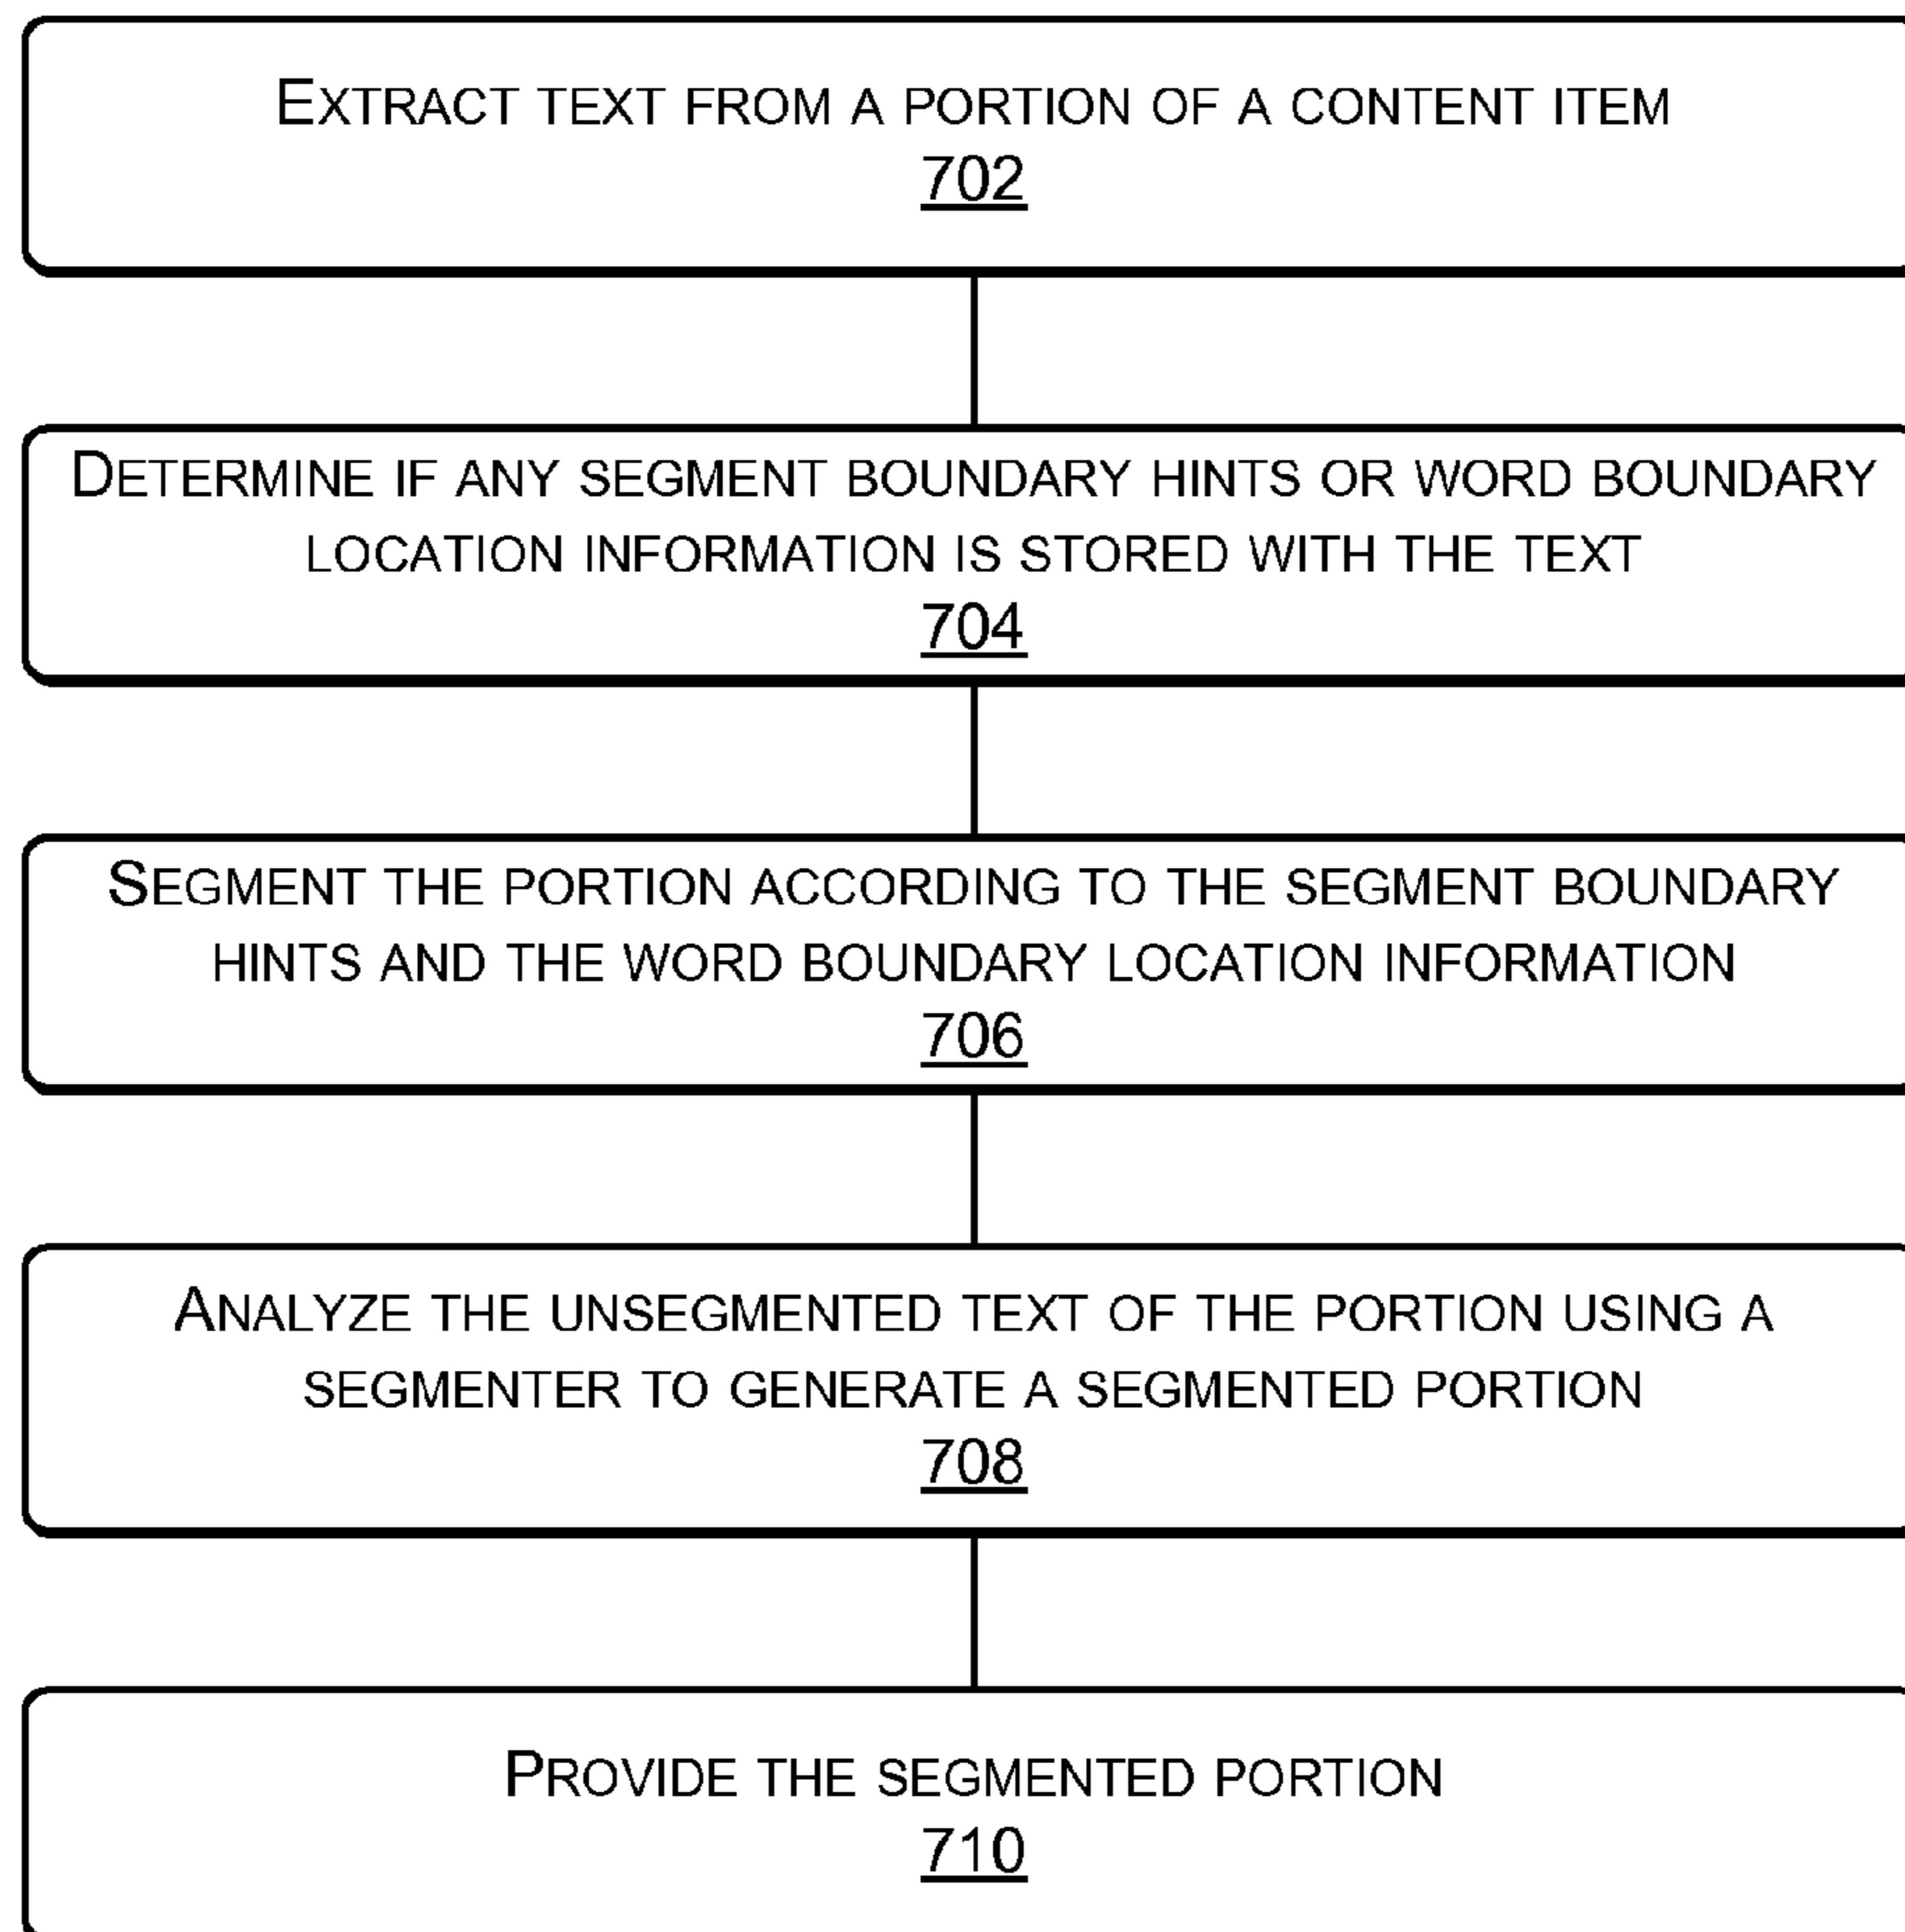 EXTRACT TEXT FROM A PORTION OF A CONTENT ITEM
702
DETERMINE IF ANY SEGMENT BOUNDARY HINTS OR WORD BOUNDARY
LOCATION INFORMATION IS STORED WITH THE TEXT
704
SEGMENT THE PORTION ACCORDING TO THE SEGMENT BOUNDARY
HINTS AND THE WORD BOUNDARY LOCATION INFORMATION
706
ANALYZE THE UNSEGMENTED TEXT OF THE PORTION USING A
SEGMENTER TO GENERATE A SEGMENTED PORTION
708
PROVIDE THE SEGMENTED PORTION
710